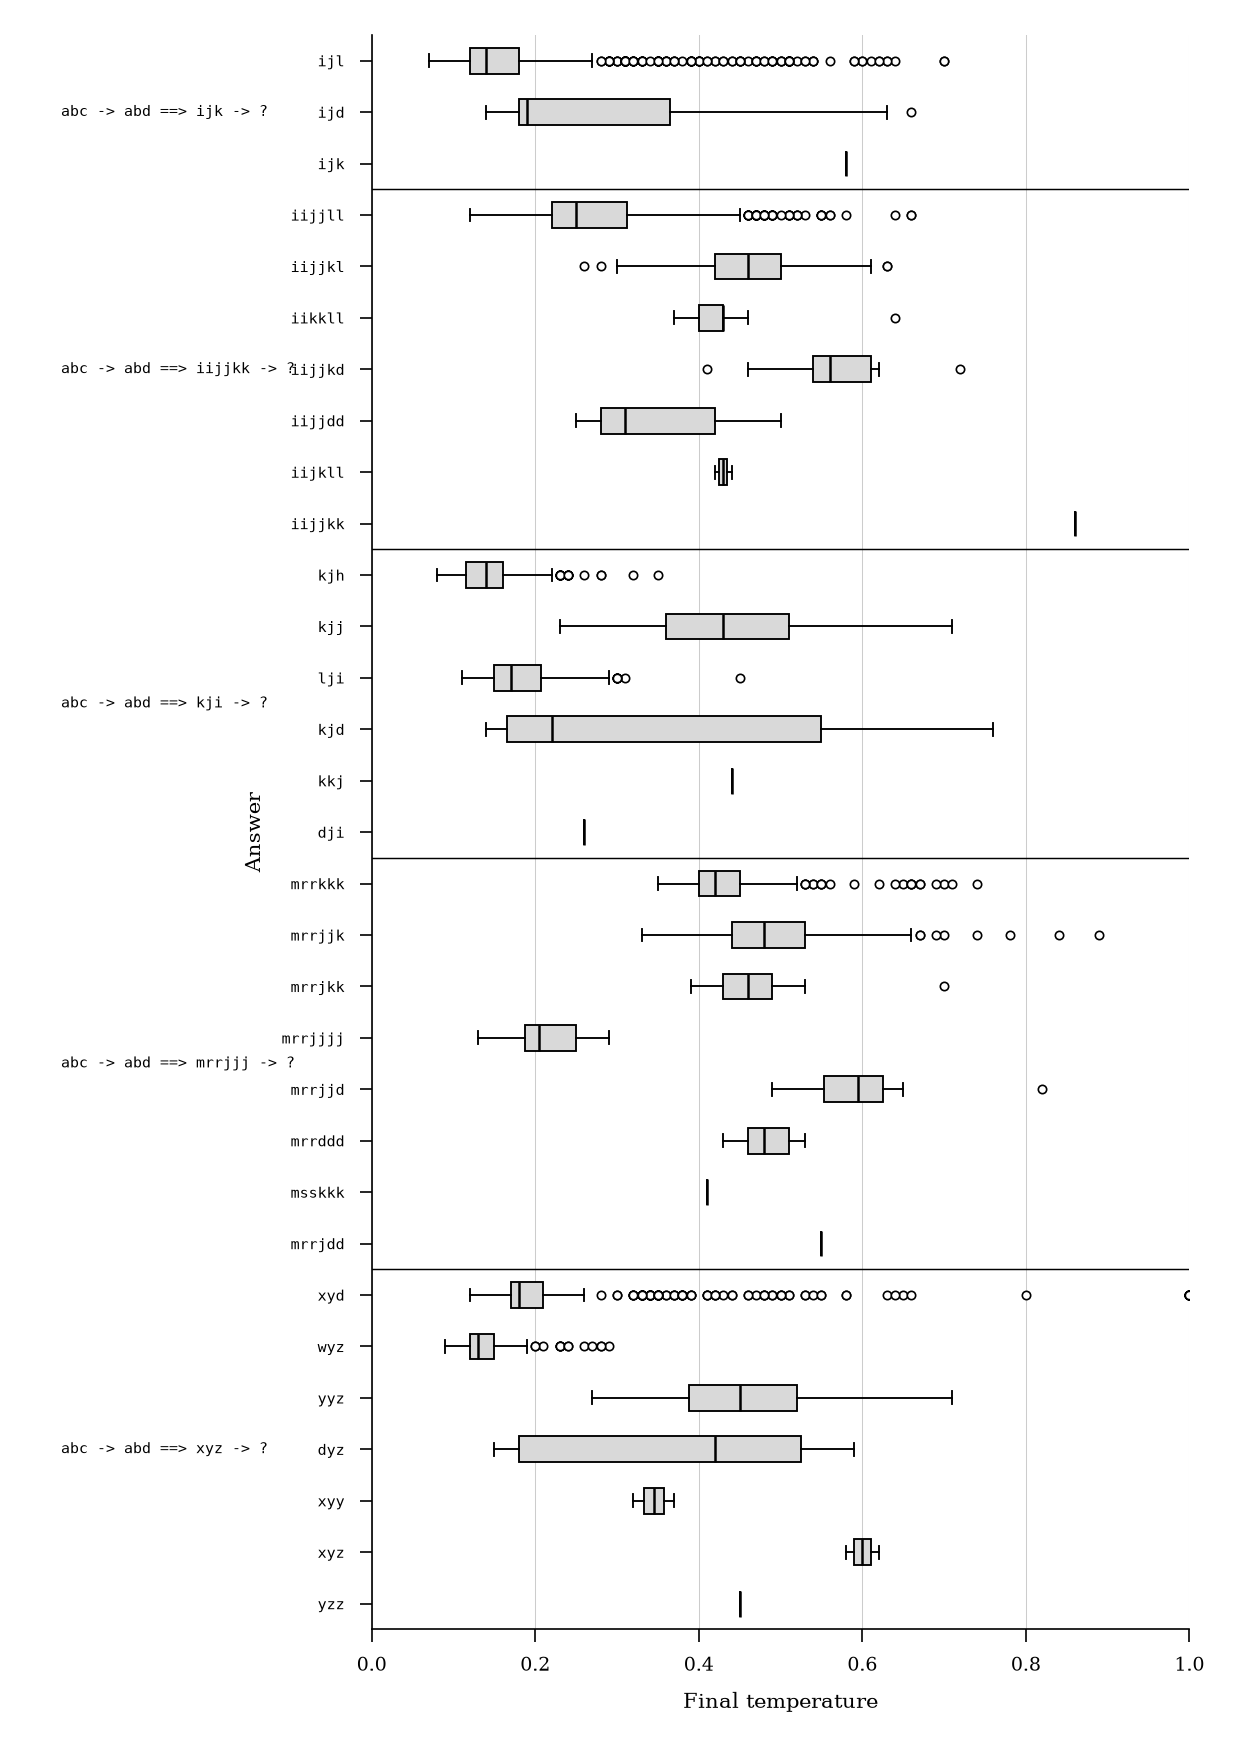 ijl
abc -> abd ==> ijk -> ?
ijd
ijk
iijjll
iijjkl
iikkll
abc -> abd ==> iijjkk -> ?
iijjkd
iijjdd
iijkll
iijjkk
kjh
kjj
lji
abc -> abd ==> kji -> ?
kjd
kkj
dji
Answer
mrrkkk
mrrjjk
mrrjkk
mrrjjjj
abc -> abd ==> mrrjjj -> ?
mrrjjd
mrrddd
msskkk
mrrjdd
xyd
wyz
yyz
abc -> abd ==> xyz -> ?
dyz
xyy
xyz
yzz
0.0 0.2 0.4 0.6 0.8 1.0
Final temperature